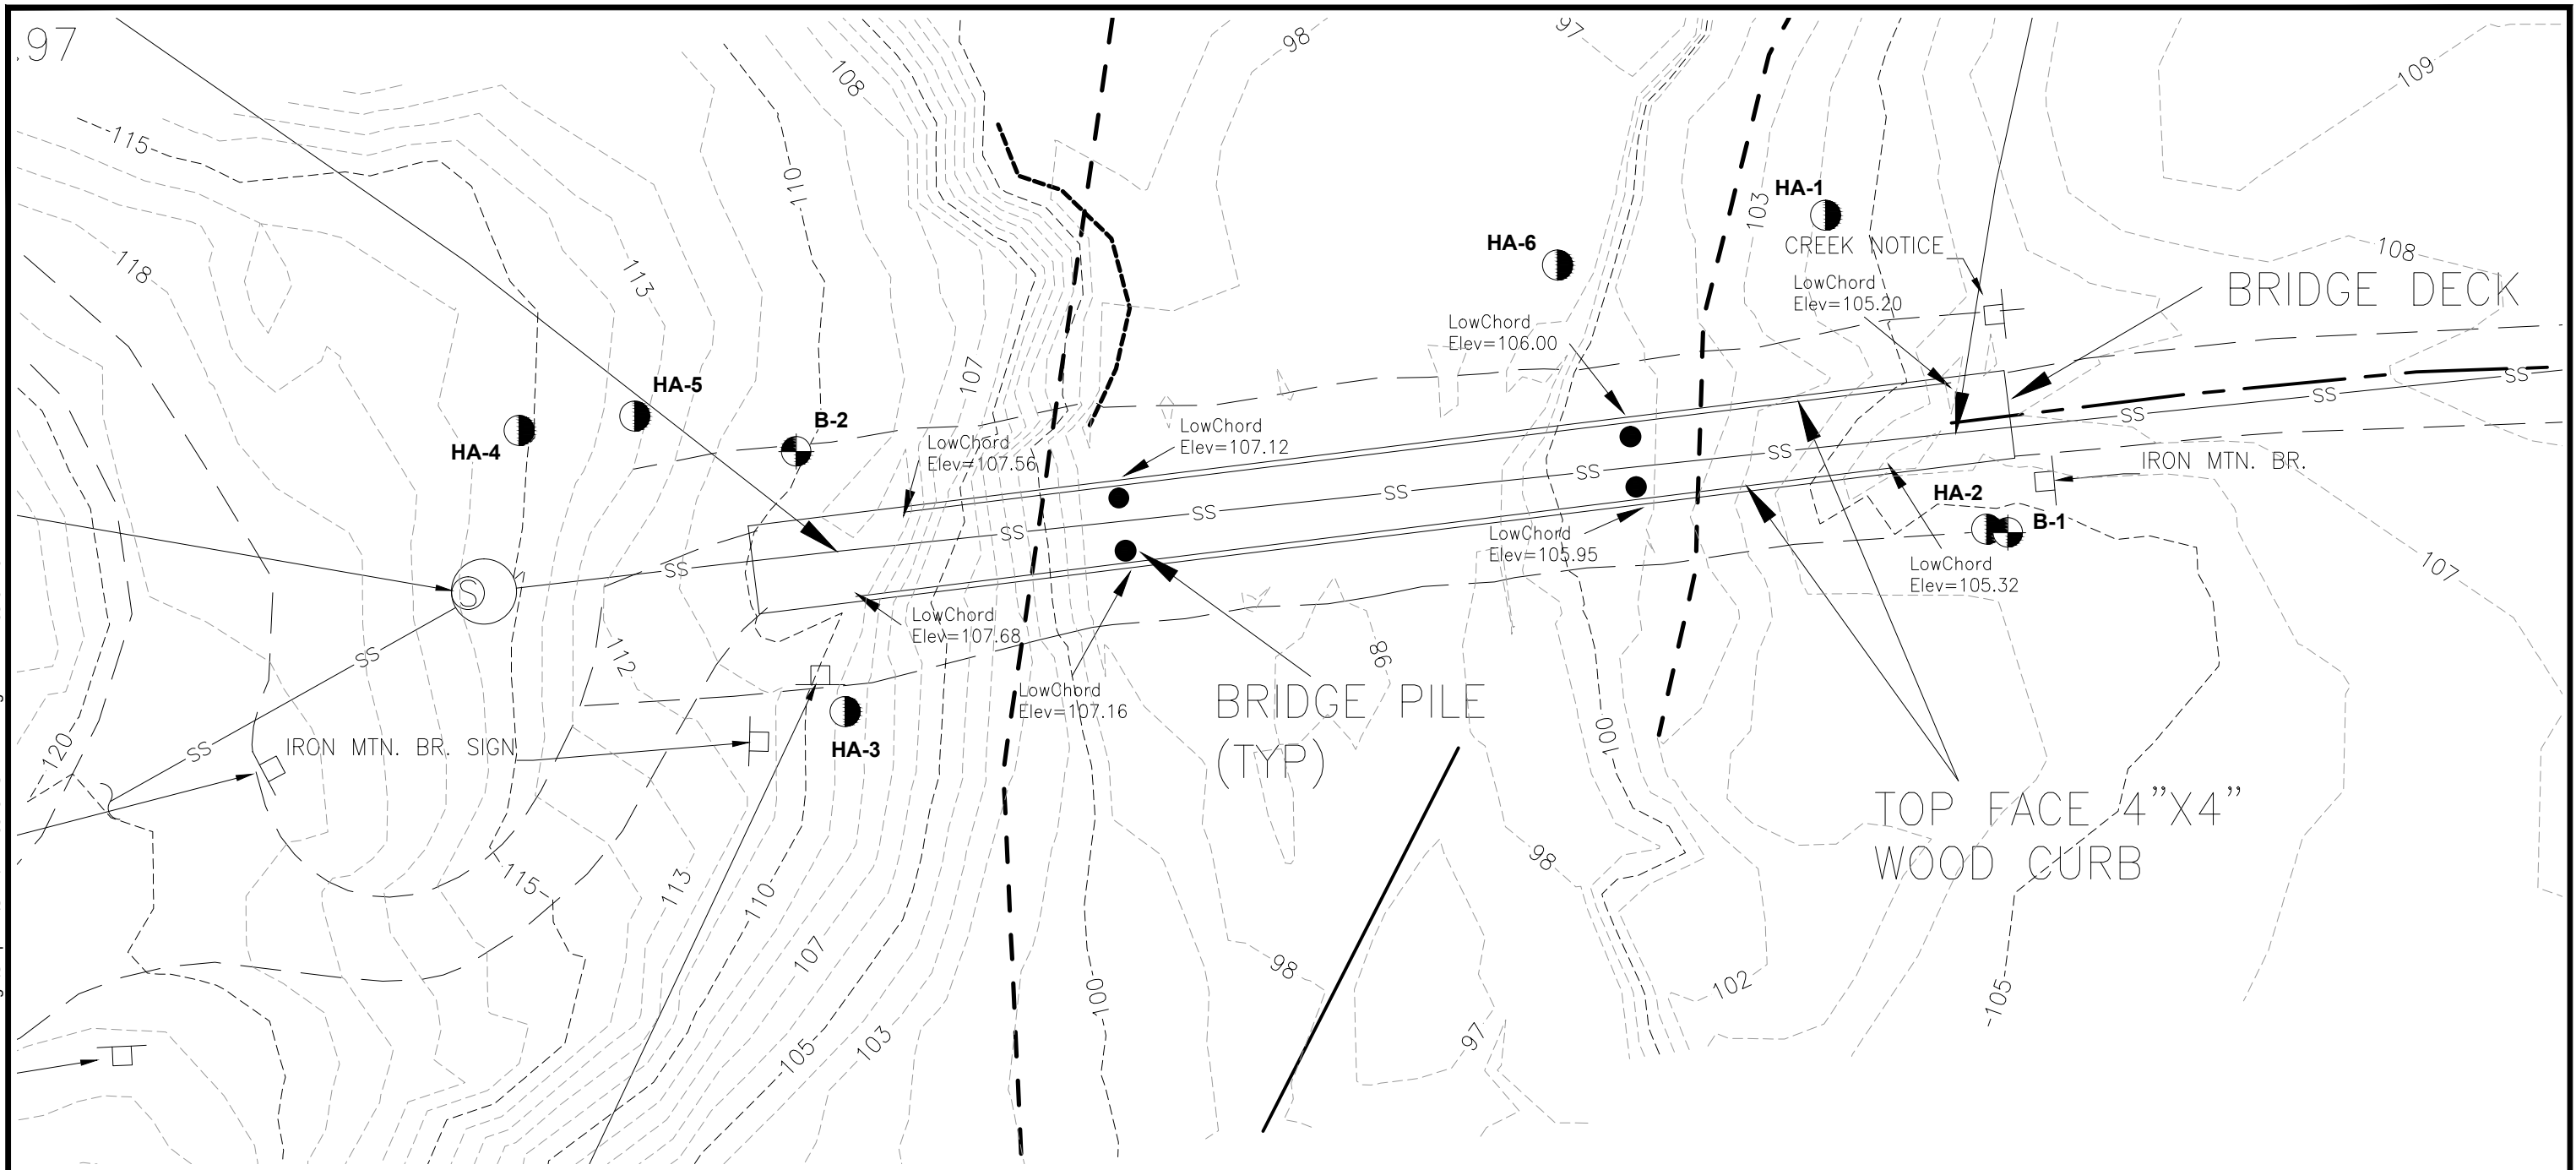 .97
98
97
109
108
115
110
103
HA-1
118
113
HA-6
CREEK NOTICE
108
LowChord
Elev=105.20
BRIDGE DECK
LowChord
Elev=106.00
107
HA-5
HA-4
B-2
LowChord
Elev=107.56
LowChord
Elev=107.12
SS
SS
SS
SS
SS
SS
SS
SS
SS
SS
IRON MTN. BR.
HA-2
B-1
LowChord
Elev=105.95
LowChord
Elev=105.32
107
S
LowChord
Elev=107.68
112
98
LowChord
Elev=107.16
BRIDGE PILE
(TYP)
100
SS
SS
120
IRON MTN. BR. SIGN
HA-3
TOP FACE 4"X4"
WOOD CURB
115
113
110
107
98
98
102
105
100
105
103
97